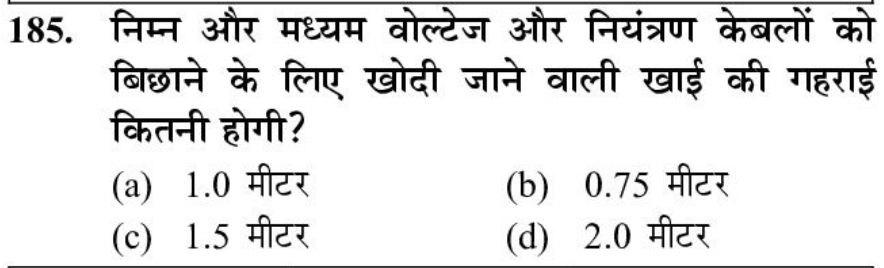 185. निम्न और मध्यम वोल्टेज और नियंत्रण केबलों को
बिछाने के लिए खोदी जाने वाली खाई की गहराई
कितनी होगी?
(a) 1.0 मीटर (b) 0.75 मीटर
(c) 1.5 मीटर (d) 2.0 मीटर